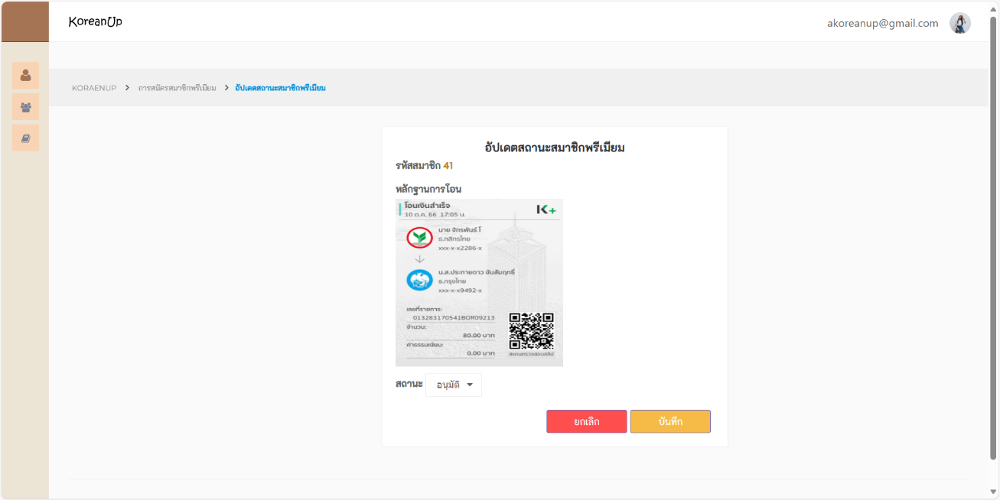 KoreanUp
akoreanup@gmail.com
KORAENUP > การสมัครสมาชิกพรีเมียม > อัปเดตสถานะสมาชิกพรีเมียม
อัปเดตสถานะสมาชิกพรีเมียม
รหัสสมาชิก 41
หลักฐานการโอน
โอนเงินสำเร็จ
10 ต.ค. 66 17:05 น.
K+
นาย จักรพันธ์ โ
ธ.กสิกรไทย
xxx-x-x2286-x
น.ส.ประกายดาว ขันสัมฤทธิ์
ธ.กรุงไทย
xxx-x-x9492-x
เลขที่รายการ:
013283170541BOR09213
จำนวน:
80.00 บาท
ค่าธรรมเนียม:
0.00 บาท
สแกนตรวจสอบสลิป
สถานะ อนุมัติ
ยกเลิก บันทึก